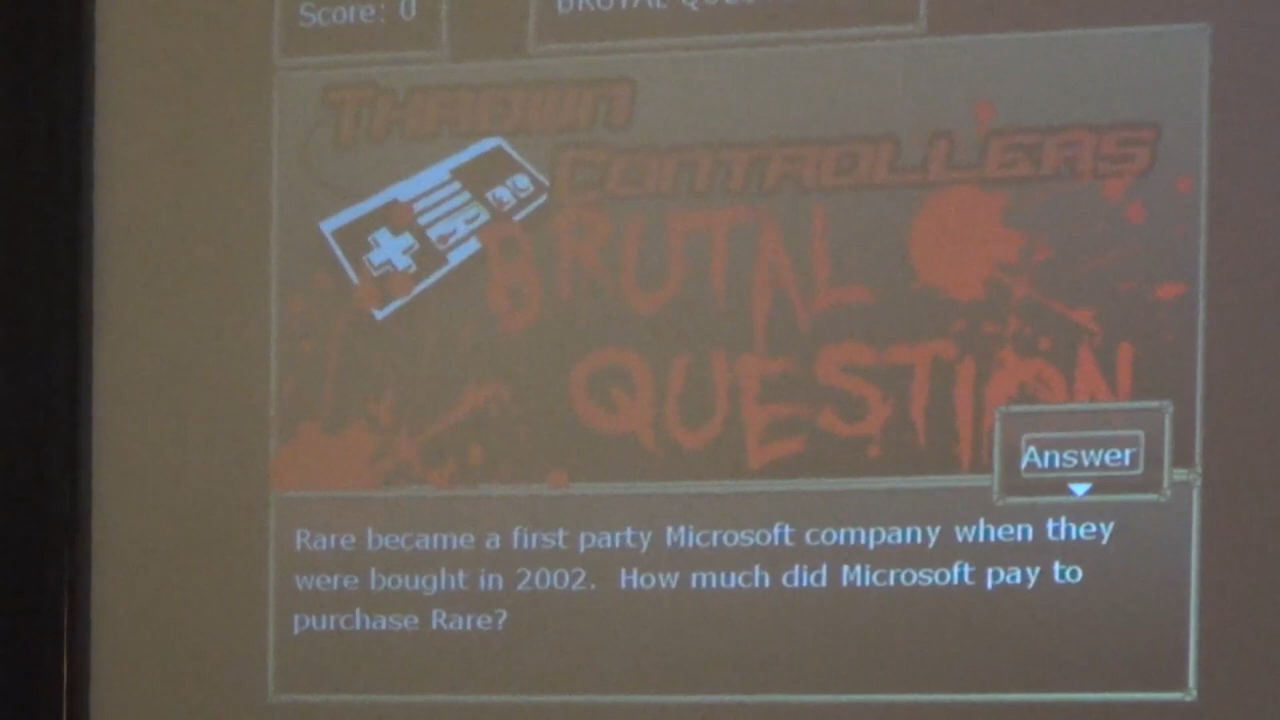 Score: 0
BRUTAL
THROWN
CONTROLLERS
BRUTAL
QUESTION
Answer
Rare became a first party Microsoft company when they
were bought in 2002.  How much did Microsoft pay to
purchase Rare?